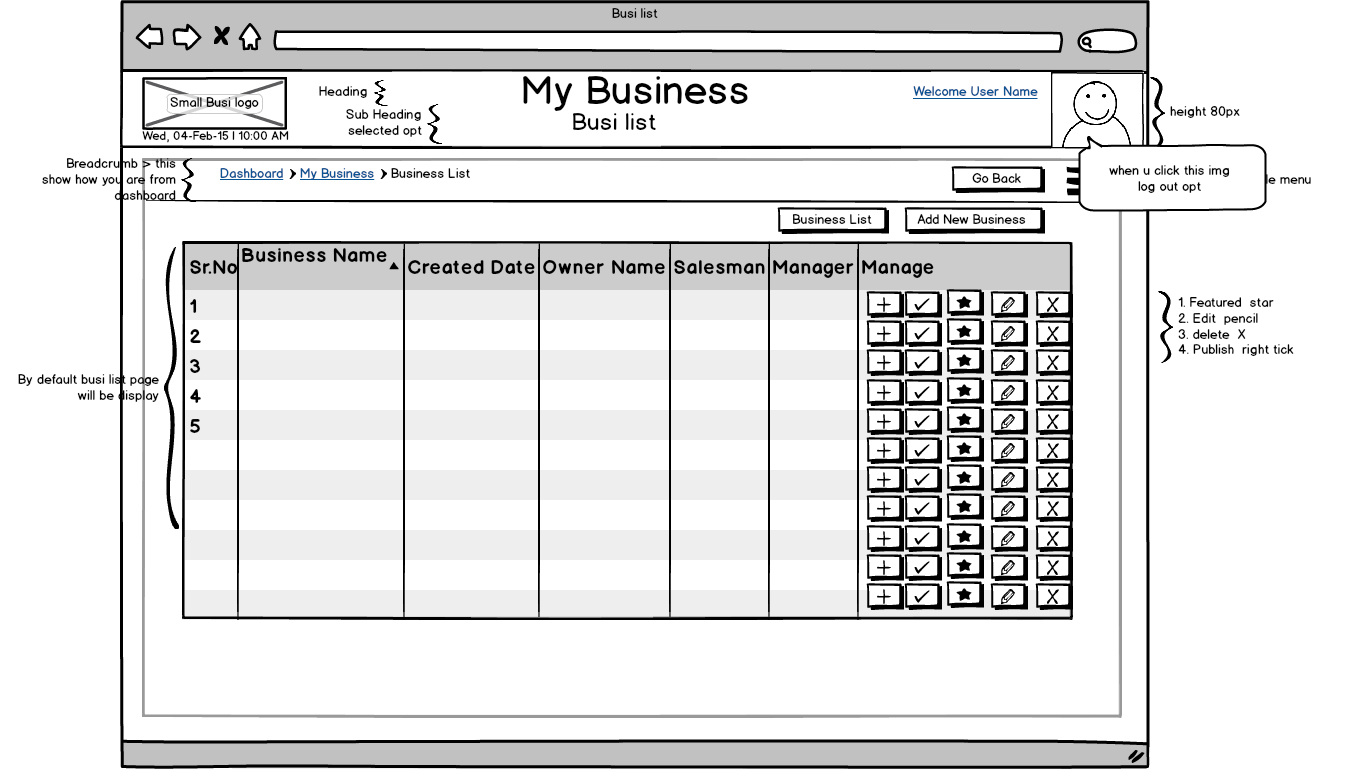 Busi list
Small Busi logo
Wed, 04-Feb-15 | 10:00 AM
Heading
Sub Heading
selected opt
My Business
Busi list
Welcome User Name
height 80px
Breadcrumb > this
show how you are from
dashboard
Dashboard
My Business
Business List
Go Back
when u click this img
log out opt
menu
Business List
Add New Business
Sr.No
Business Name
Created Date
Owner Name
Salesman
Manager
Manage
1
2
3
4
5
By default busi list page
will be display
1. Featured star
2. Edit pencil
3. delete X
4. Publish right tick